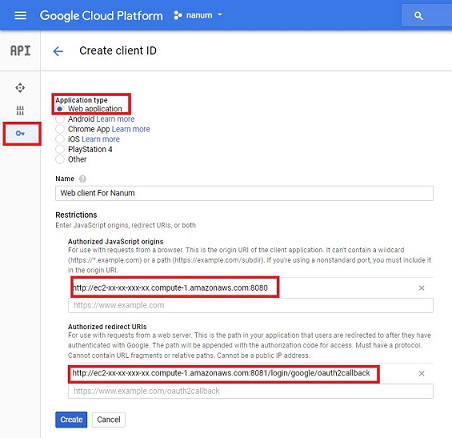 Google Cloud Platform nanum
API Create client ID
Application type
Web application
Android Learn more
Chrome App Learn more
iOS Learn more
PlayStation 4
Other
Name
Web client For Nanum
Restrictions
Enter JavaScript origins, redirect URIs, or both
Authorized JavaScript origins
For use with requests from a browser. This is the origin URI of the client application. It can't contain a wildcard
(https://*.example.com) or a path (https://example.com/subdir). If you're using a nonstandard port, you must include it
in the origin URI.
http://ec2-xx-xx-xxx-xx.compute-1.amazonaws.com:8080
https://www.example.com
Authorized redirect URIs
For use with requests from a web server. This is the path in your application that users are redirected to after they have
authenticated with Google. The path will be appended with the authorization code for access. Must have a protocol.
Cannot contain URL fragments or relative paths. Cannot be a public IP address.
http://ec2-xx-xx-xxx-xx.compute-1.amazonaws.com:8081/login/google/oauth2callback
https://www.example.com/oauth2callback
Create Cancel